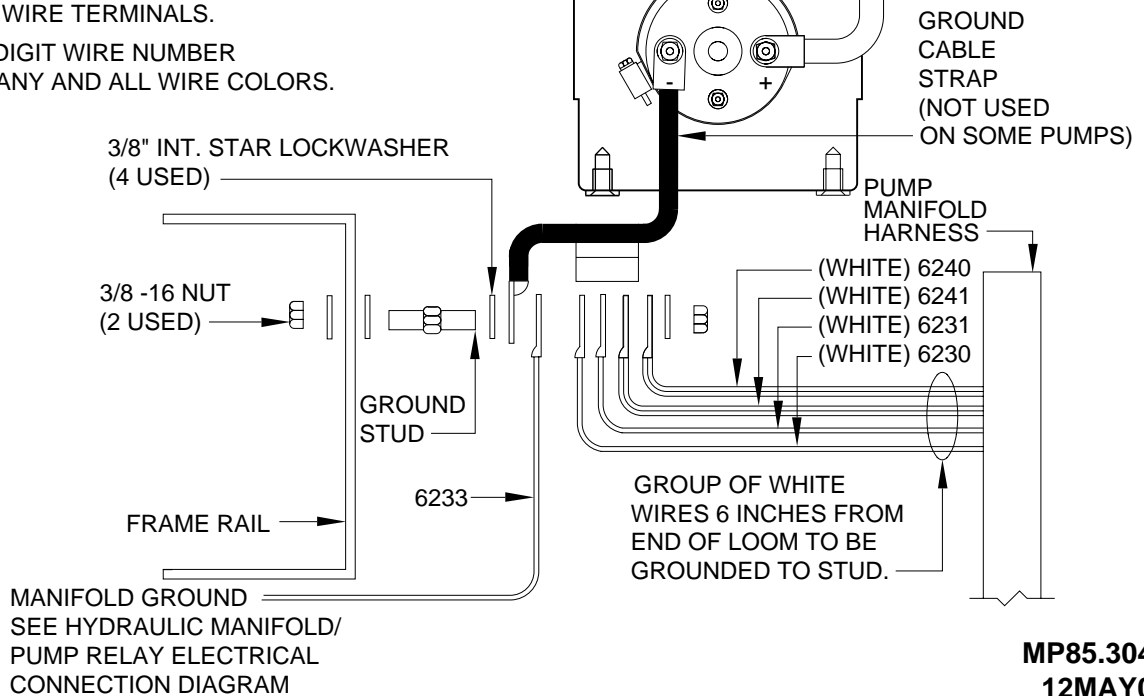 WIRE TERMINALS.
DIGIT WIRE NUMBER
ANY AND ALL WIRE COLORS.
GROUND
CABLE
STRAP
(NOT USED
ON SOME PUMPS)
- +
3/8" INT. STAR LOCKWASHER
(4 USED)
PUMP
MANIFOLD
HARNESS
3/8 -16 NUT
(2 USED)
(WHITE) 6240
(WHITE) 6241
(WHITE) 6231
(WHITE) 6230
GROUND
STUD
6233
FRAME RAIL
GROUP OF WHITE
WIRES 6 INCHES FROM
END OF LOOM TO BE
GROUNDED TO STUD.
MANIFOLD GROUND
SEE HYDRAULIC MANIFOLD/
PUMP RELAY ELECTRICAL
CONNECTION DIAGRAM
MP85.304
12MAY0